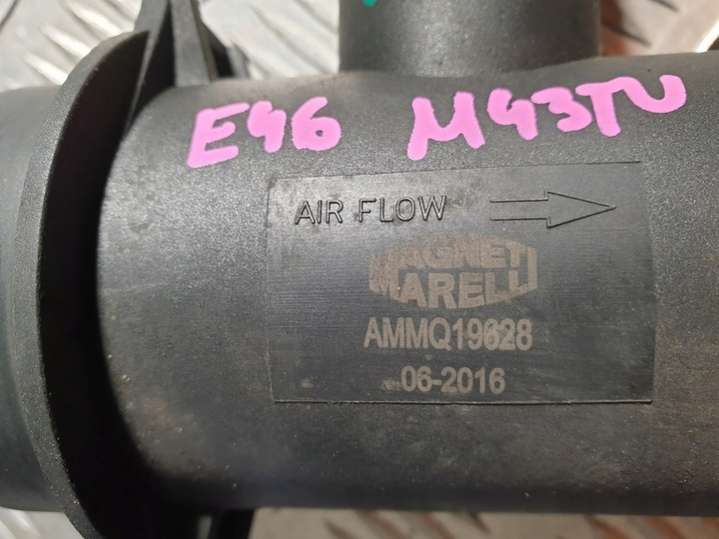 E46 M43TU
AIR FLOW
MAGNETI
MARELLI
AMMQ19628
06-2016